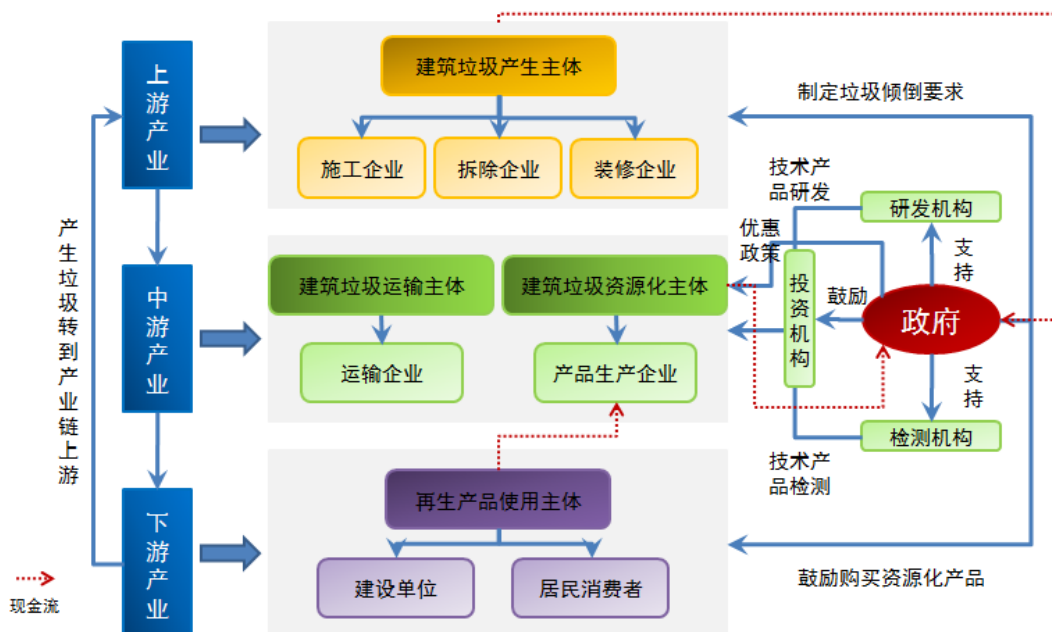 上游产业
建筑垃圾产生主体
施工企业
拆除企业
装修企业
制定垃圾倾倒要求
技术产
品研发
研发机构
优惠
政策
支持
产生垃圾转到产业链上游
中游产业
建筑垃圾运输主体
建筑垃圾资源化主体
运输企业
产品生产企业
投资机构
鼓励
政府
支持
检测机构
技术产
品检测
下游产业
再生产品使用主体
建设单位
居民消费者
鼓励购买资源化产品
现金流